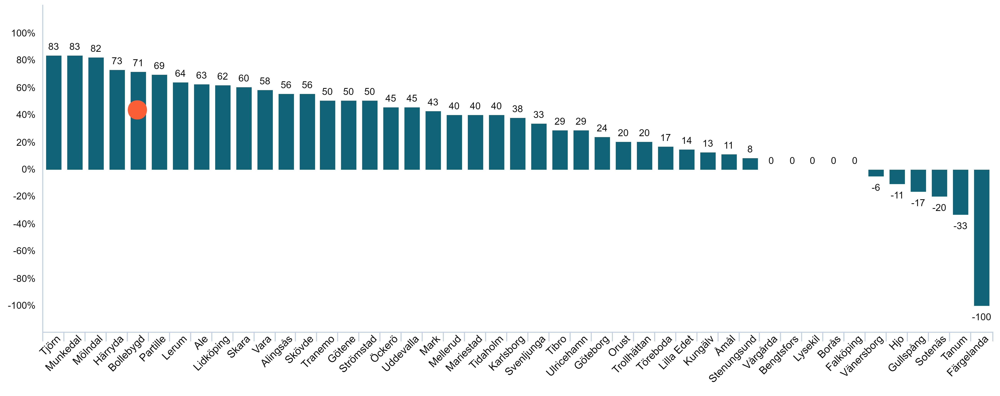 100%
80%
60%
40%
20%
0%
-20%
-40%
-60%
-80%
-100%
83
83
82
73
71
69
64
63
62
60
58
56
56
50
50
50
45
45
43
40
40
40
38
33
29
29
24
20
20
17
14
13
11
8
0
0
0
0
0
-6
-11
-17
-20
-33
-100
Tjörn
Munkedal
Mölndal
Härryda
Bollebygd
Partille
Lerum
Ale
Lidköping
Skara
Vara
Alingsås
Skövde
Tranemo
Götene
Strömstad
Öckerö
Uddevalla
Mark
Mellerud
Mariestad
Tidaholm
Karlsborg
Svenljunga
Tibro
Ulricehamn
Göteborg
Orust
Trollhättan
Töreboda
Lilla Edet
Kungälv
Åmål
Stenungsund
Vårgårda
Bengtsfors
Lysekil
Borås
Falköping
Vänersborg
Hjo
Gullspång
Sotenäs
Tanum
Färgelanda